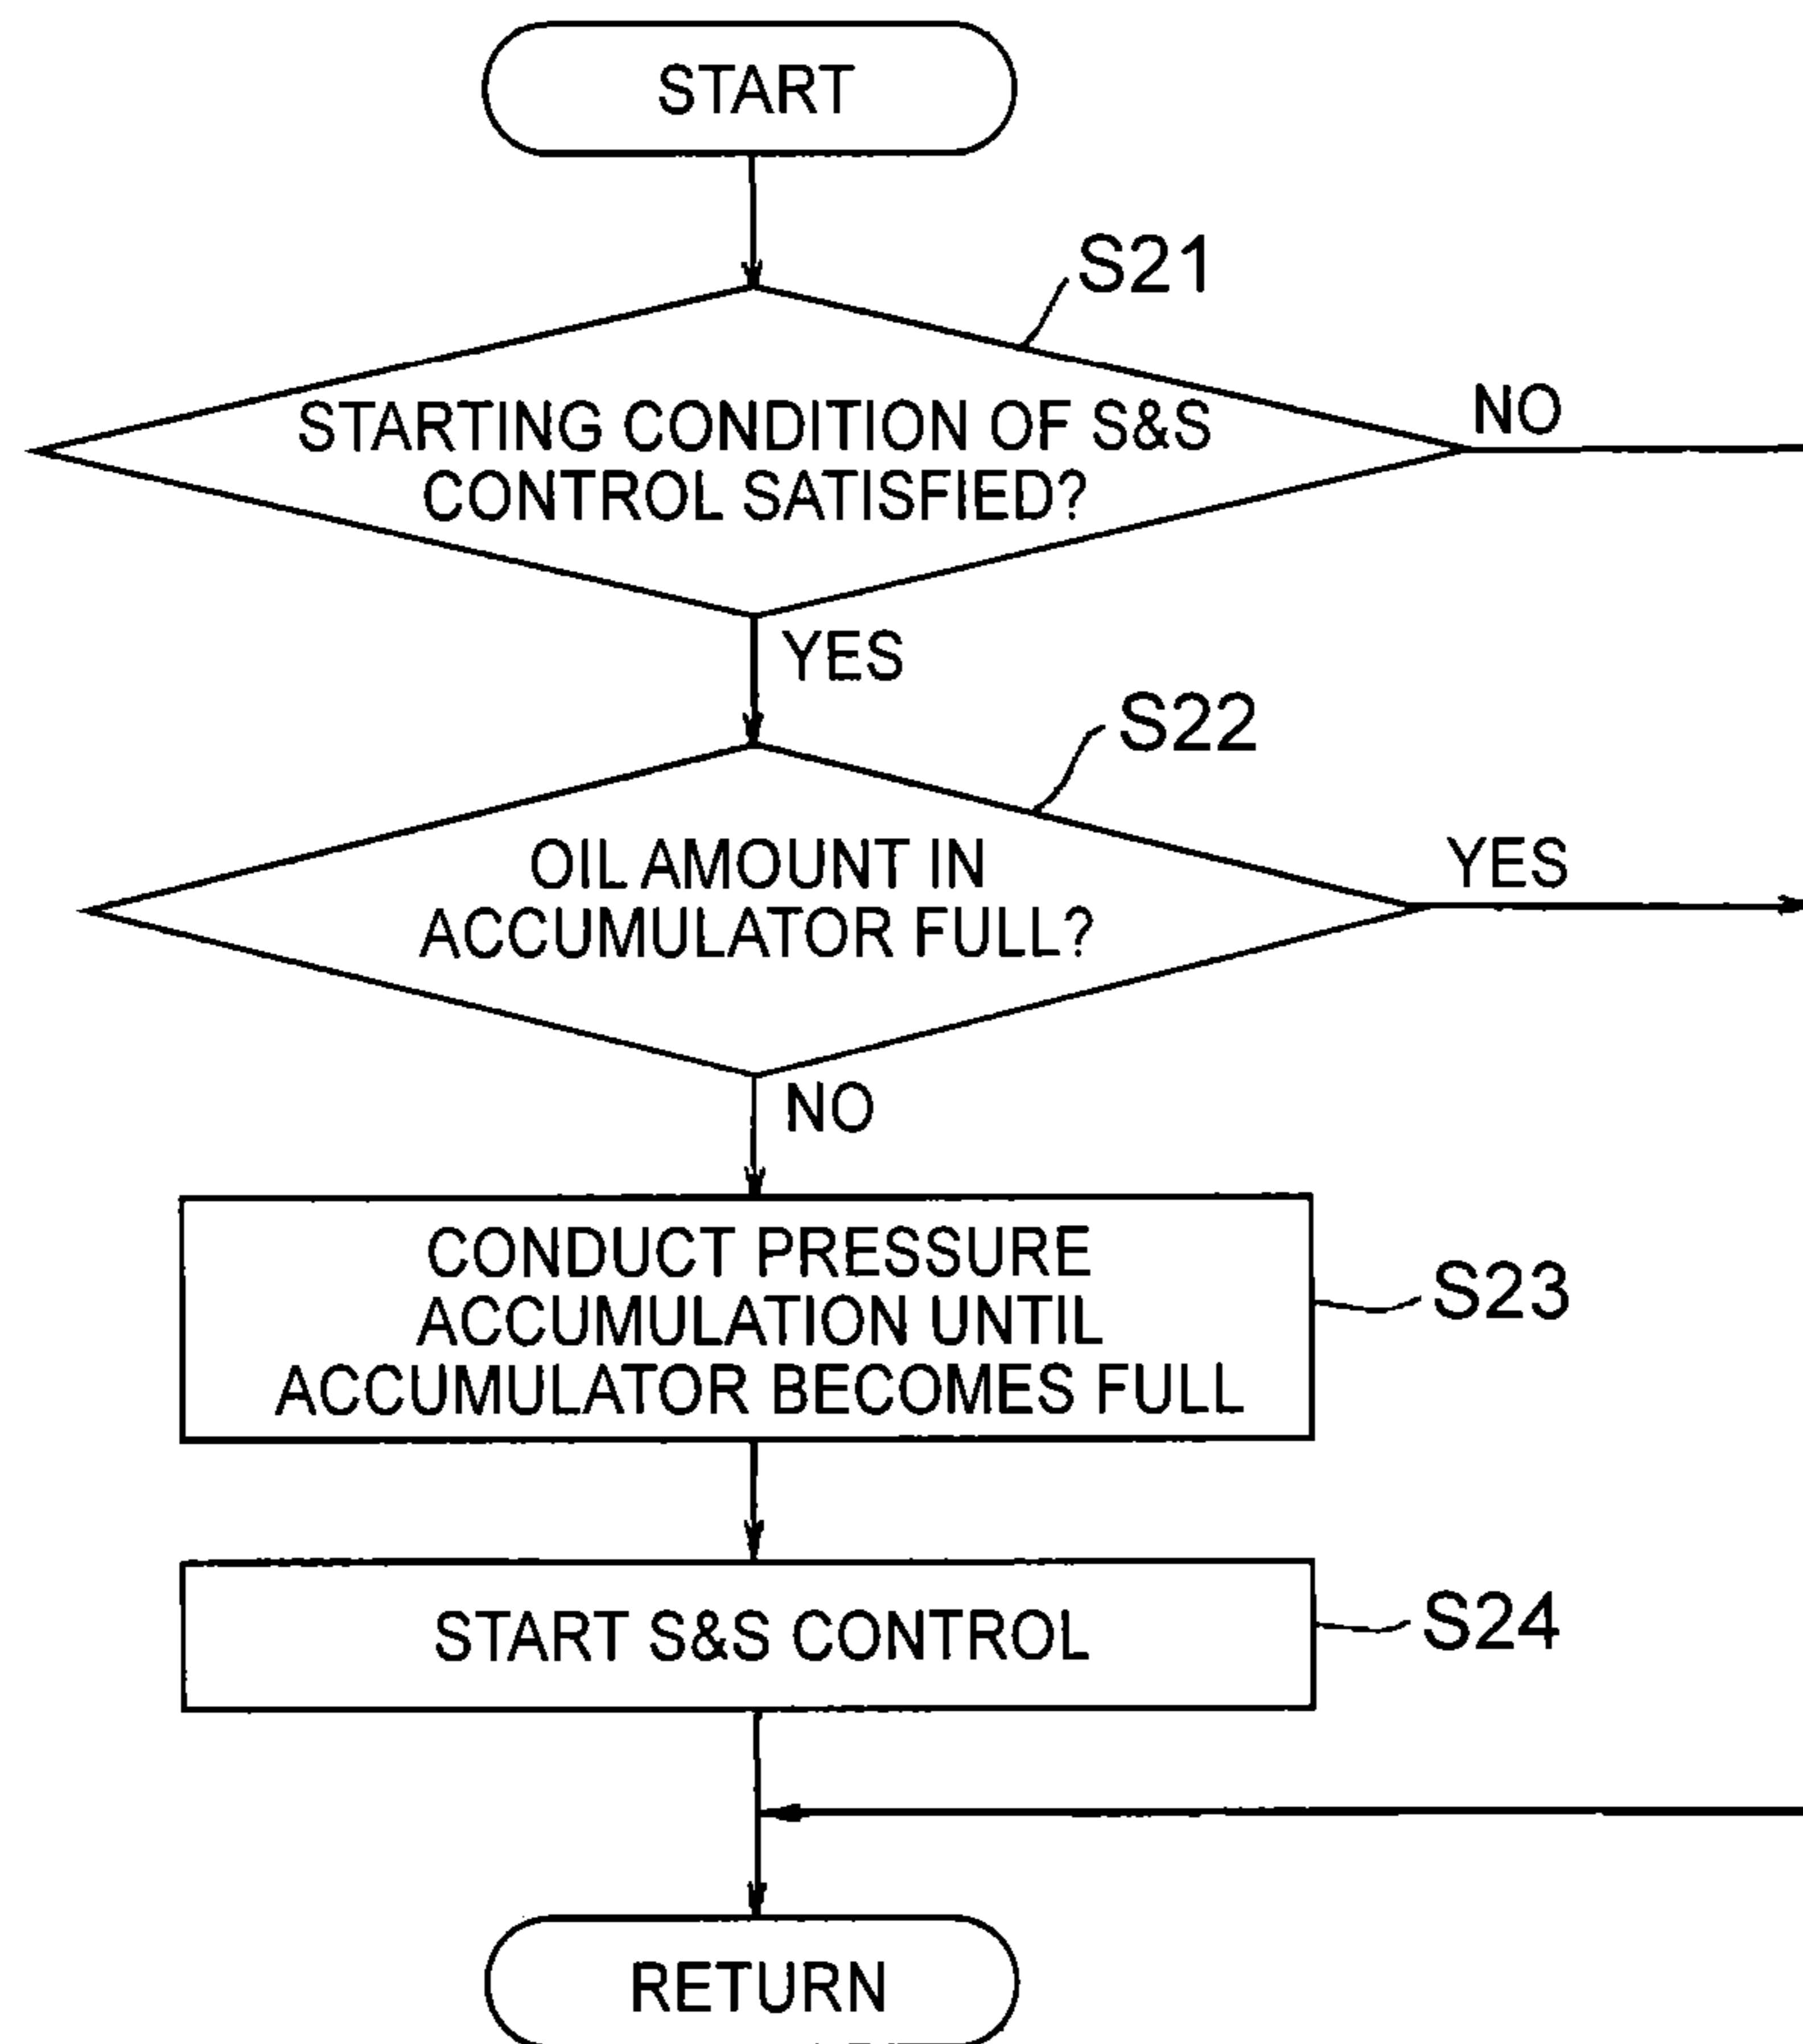 START
S21
STARTING CONDITION OF S&S
CONTROL SATISFIED?
NO
YES
S22
OIL AMOUNT IN
ACCUMULATOR FULL?
YES
NO
CONDUCT PRESSURE
ACCUMULATION UNTIL
ACCUMULATOR BECOMES FULL
S23
START S&S CONTROL
S24
RETURN